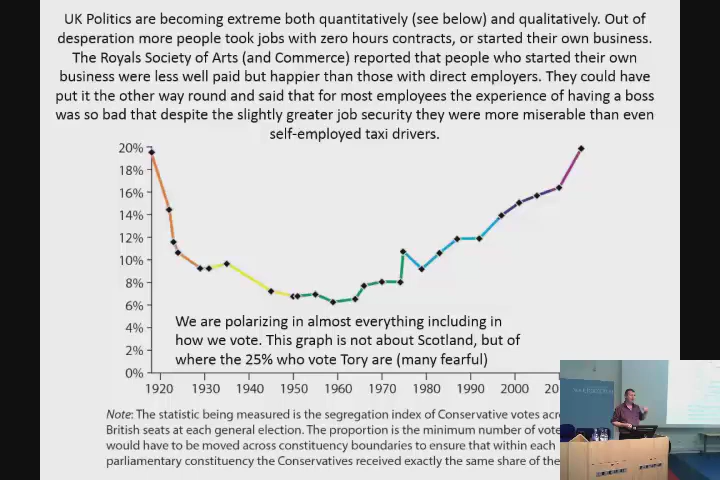 UK Politics are becoming extreme both quantitatively (see below) and qualitatively. Out of
desperation more people took jobs with zero hours contracts, or started their own business.
The Royals Society of Arts (and Commerce) reported that people who started their own
business were less well paid but happier than those with direct employers. They could have
put it the other way round and said that for most employees the experience of having a boss
was so bad that despite the slightly greater job security they were more miserable than even
self-employed taxi drivers.
20%
18%
16%
14%
12%
10%
8%
6%
4%
2%
0%
We are polarizing in almost everything including in
how we vote. This graph is not about Scotland, but of
where the 25% who vote Tory are (many fearful)
1920 1930 1940 1950 1960 1970 1980 1990 2000 20
Note: The statistic being measured is the segregation index of Conservative votes acr
British seats at each general election. The proportion is the minimum number of vote
would have to be moved across constituency boundaries to ensure that within each
parliamentary constituency the Conservatives received exactly the same share of the